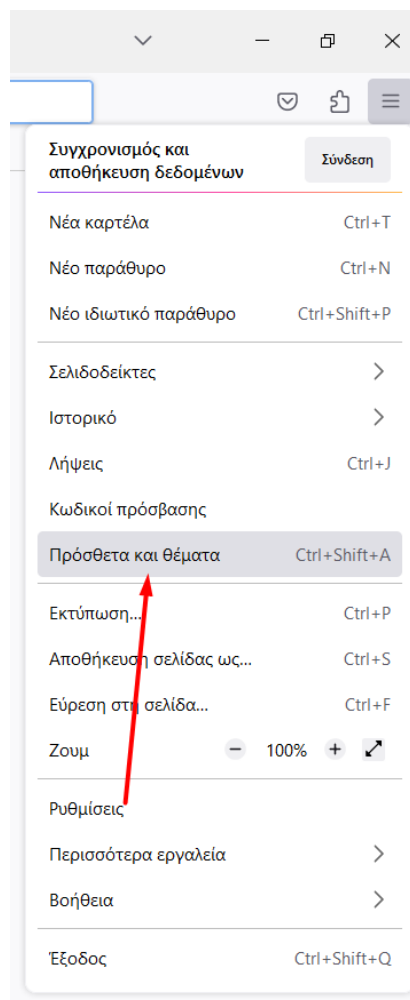 Συγχρονισμός και
αποθήκευση δεδομένων
Σύνδεση
Νέα καρτέλα Ctrl+T
Νέο παράθυρο Ctrl+N
Νέο ιδιωτικό παράθυρο Ctrl+Shift+P
Σελιδοδείκτες
Ιστορικό
Λήψεις Ctrl+J
Κωδικοί πρόσβασης
Πρόσθετα και θέματα Ctrl+Shift+A
Εκτύπωση... Ctrl+P
Αποθήκευση σελίδας ως... Ctrl+S
Εύρεση στη σελίδα... Ctrl+F
Ζουμ − 100% +
Ρυθμίσεις
Περισσότερα εργαλεία
Βοήθεια
Έξοδος Ctrl+Shift+Q